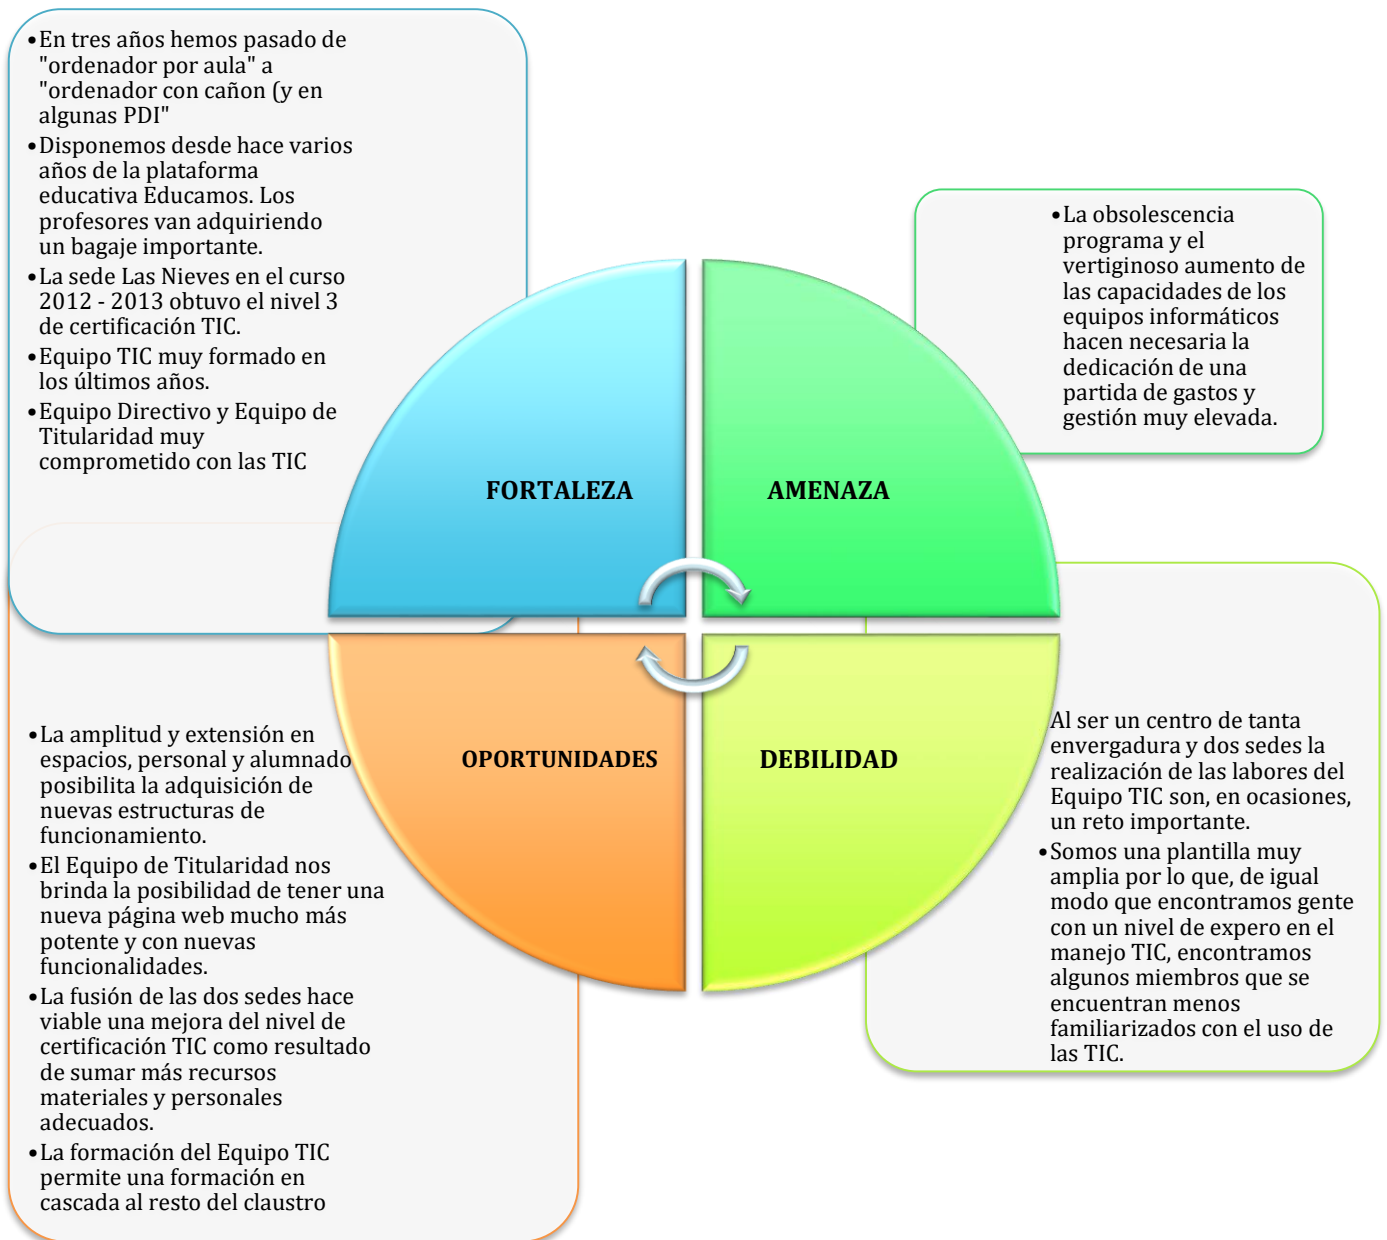 •En tres años hemos pasado de
"ordenador por aula" a
"ordenador con cañon (y en
algunas PDI"
•Disponemos desde hace varios
años de la plataforma
educativa Educamos. Los
profesores van adquiriendo
un bagaje importante.
•La sede Las Nieves en el curso
2012 - 2013 obtuvo el nivel 3
de certificación TIC.
•Equipo TIC muy formado en
los últimos años.
•Equipo Directivo y Equipo de
Titularidad muy
comprometido con las TIC
•La obsolescencia
programa y el
vertiginoso aumento de
las capacidades de los
equipos informáticos
hacen necesaria la
dedicación de una
partida de gastos y
gestión muy elevada.
FORTALEZA
AMENAZA
OPORTUNIDADES
DEBILIDAD
•La amplitud y extensión en
espacios, personal y alumnado
posibilita la adquisición de
nuevas estructuras de
funcionamiento.
•El Equipo de Titularidad nos
brinda la posibilidad de tener una
nueva página web mucho más
potente y con nuevas
funcionalidades.
•La fusión de las dos sedes hace
viable una mejora del nivel de
certificación TIC como resultado
de sumar más recursos
materiales y personales
adecuados.
•La formación del Equipo TIC
permite una formación en
cascada al resto del claustro
Al ser un centro de tanta
envergadura y dos sedes la
realización de las labores del
Equipo TIC son, en ocasiones,
un reto importante.
•Somos una plantilla muy
amplia por lo que, de igual
modo que encontramos gente
con un nivel de expero en el
manejo TIC, encontramos
algunos miembros que se
encuentran menos
familiarizados con el uso de
las TIC.